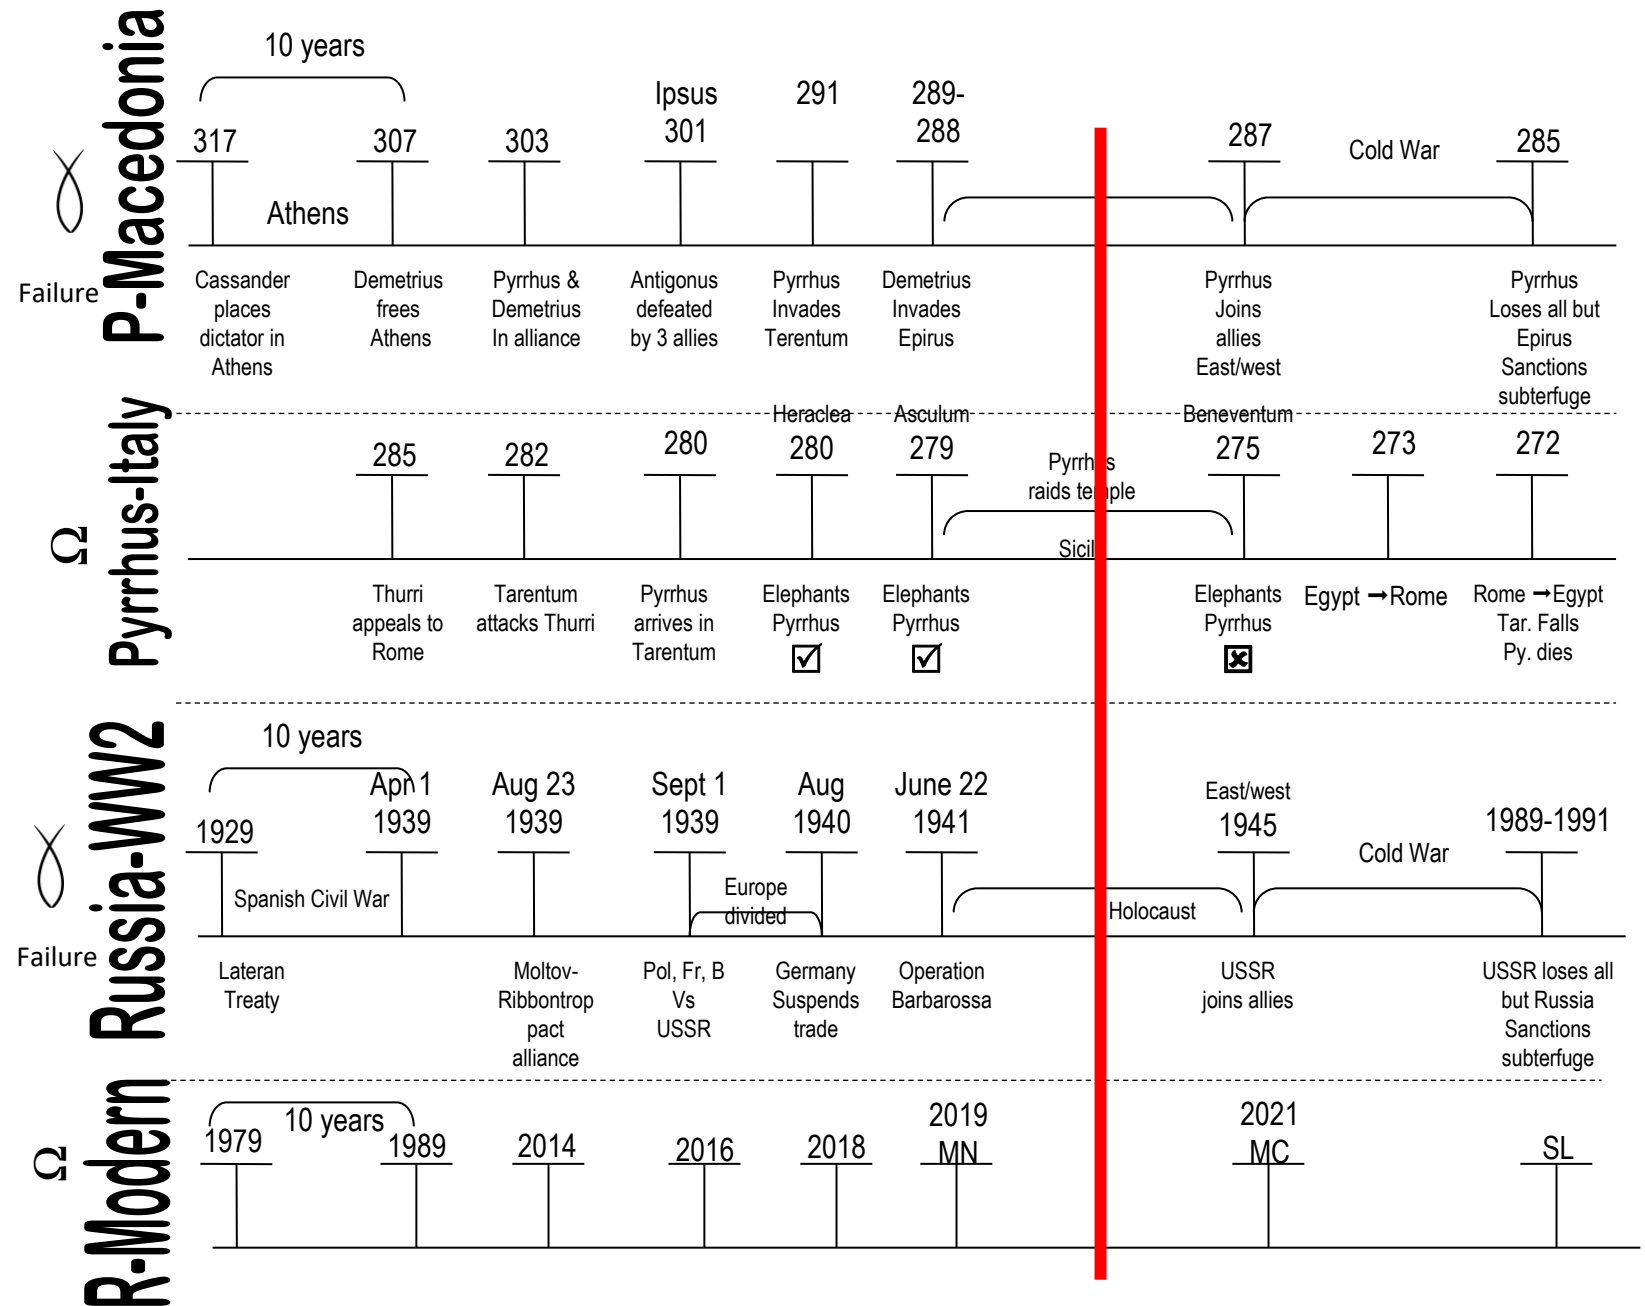 P-Macedonia
Failure
10 years
317
307
303
Ipsus
301
291
289-
288
287
Cold War
285
Athens
Cassander
places
dictator in
Athens
Demetrius
frees
Athens
Pyrrhus &
Demetrius
In alliance
Antigonus
defeated
by 3 allies
Pyrrhus
Invades
Terentum
Demetrius
Invades
Epirus
Pyrrhus
Joins
allies
East/west
Pyrrhus
Loses all but
Epirus
Sanctions
subterfuge
Pyrrhus-Italy
Ω
285
282
280
Heraclea
280
Asculum
279
Pyrrhus
raids temple
Sicil
Beneventum
275
273
272
Thurri
appeals to
Rome
Tarentum
attacks Thurri
Pyrrhus
arrives in
Tarentum
Elephants
Pyrrhus
Elephants
Pyrrhus
Elephants
Pyrrhus
Egypt ➞Rome
Rome ➞Egypt
Tar. Falls
Py. dies
Russia-WW2
Failure
10 years
1929
Apr 1
1939
Aug 23
1939
Sept 1
1939
Aug
1940
June 22
1941
East/west
1945
Cold War
1989-1991
Spanish Civil War
Europe
divided
Holocaust
Lateran
Treaty
Moltov-
Ribbontrop
pact
alliance
Pol, Fr, B
Vs
USSR
Germany
Suspends
trade
Operation
Barbarossa
USSR
joins allies
USSR loses all
but Russia
Sanctions
subterfuge
R-Modern
Ω
10 years
1979
1989
2014
2016
2018
2019
MN
2021
MC
SL